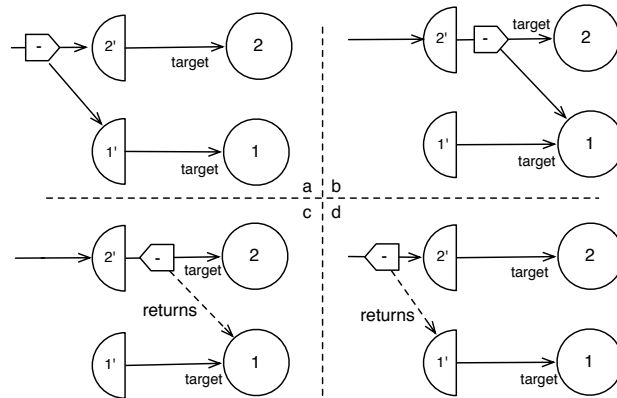 -
2'
2
target
1'
1
target
a
2'
-
target
2
1'
1
target
b
c
2'
-
2
target
returns
1'
1
target
d
-
2'
2
target
returns
1'
1
target